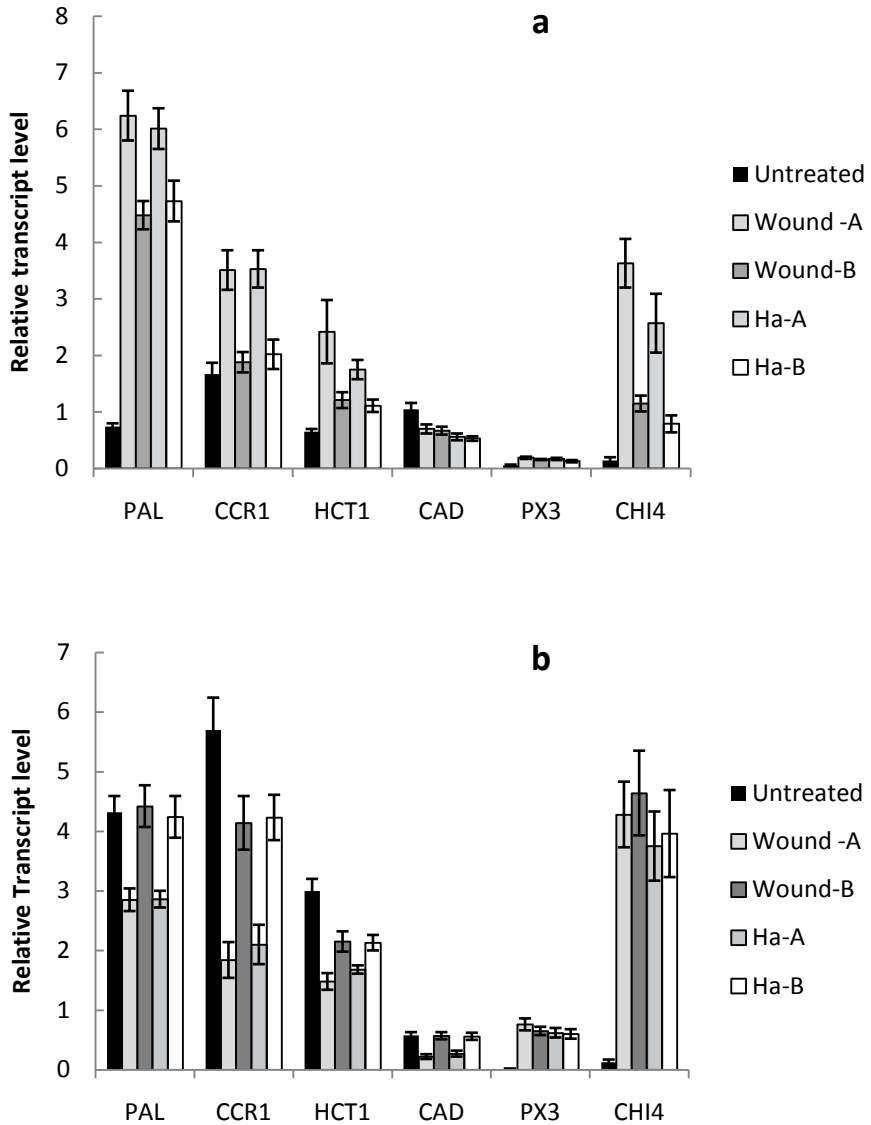 a
8
7
6
5
4
3
2
1
0
Relative transcript level
PAL CCR1 HCT1 CAD PX3 CHI4
Untreated
Wound -A
Wound-B
Ha-A
Ha-B
b
7
6
5
4
3
2
1
0
Relative Transcript level
PAL CCR1 HCT1 CAD PX3 CHI4
Untreated
Wound -A
Wound-B
Ha-A
Ha-B